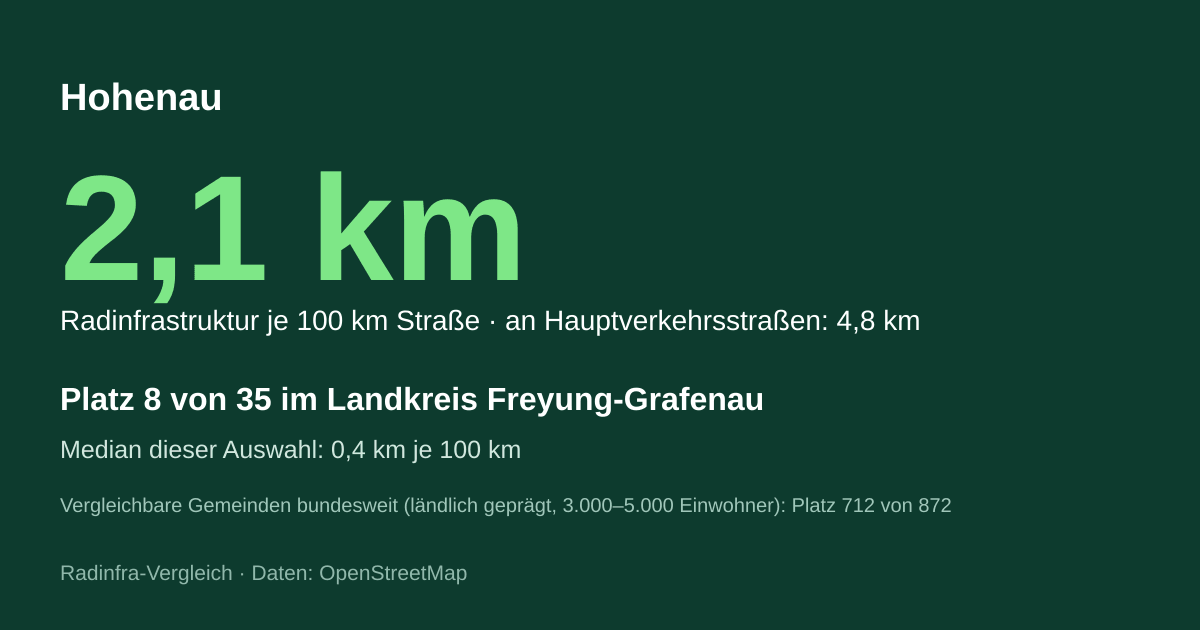 Hohenau
2,1 km
Radinfrastruktur je 100 km Straße · an Hauptverkehrsstraßen: 4,8 km
Platz 8 von 35 im Landkreis Freyung-Grafenau
Median dieser Auswahl: 0,4 km je 100 km
Vergleichbare Gemeinden bundesweit (ländlich geprägt, 3.000–5.000 Einwohner): Platz 712 von 872
Radinfra-Vergleich · Daten: OpenStreetMap